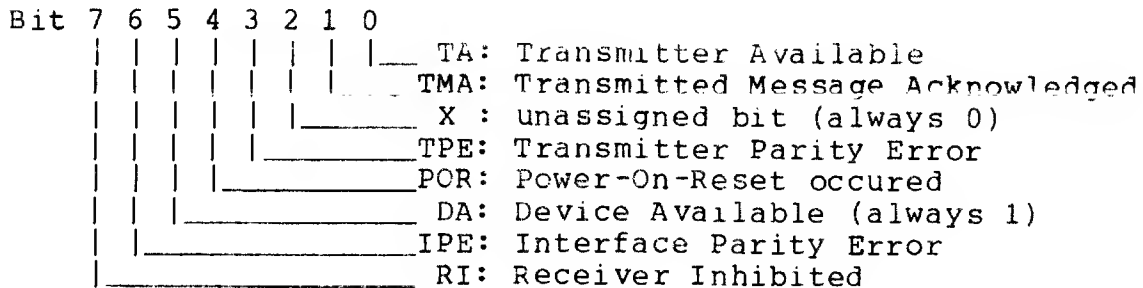 Bit 7 6 5 4 3 2 1 0
TA: Transmitter Available
TMA: Transmitted Message Acknowledged
X : unassigned bit (always 0)
TPE: Transmitter Parity Error
POR: Power-On-Reset occured
DA: Device Available (always 1)
IPE: Interface Parity Error
RI: Receiver Inhibited